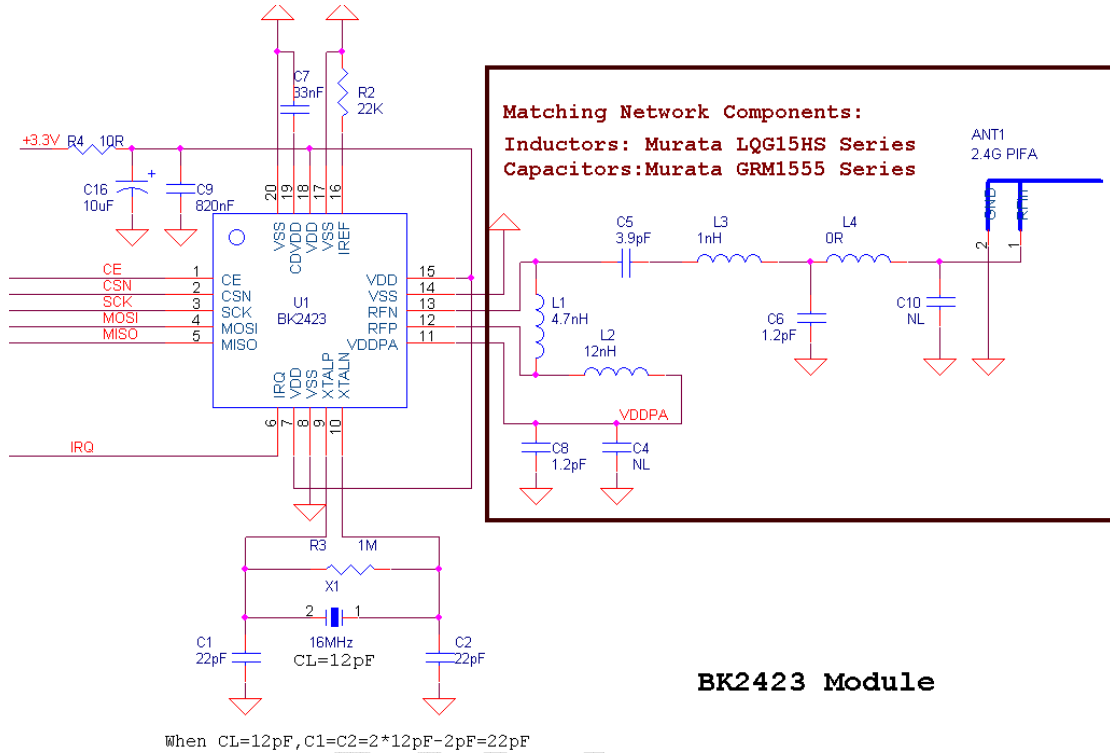 C7
33nF
R2
22K
+3.3V R4 10R
C16
10uF
+
C9
820nF
20 19 18 17 16
VSS
CDVDD
VDD
VSS
IREF
CE 1 CE
CSN 2 CSN
SCK 3 SCK
MOSI 4 MOSI
MISO 5 MISO
U1
BK2423
VDD 15
VSS 14
RFN 13
RFP 12
VDDPA 11
IRQ
VDD
VSS
XTALP
XTALN
6 7 8 9 10
IRQ
R3 1M
X1
2 1
16MHz
CL=12pF
C1
22pF
C2
22pF
When CL=12pF,C1=C2=2*12pF-2pF=22pF
Matching Network Components:
Inductors: Murata LQG15HS Series
Capacitors:Murata GRM1555 Series
ANT1
2.4G PIFA
GND
2 1
C5
3.9pF
L3
1nH
L4
0R
L1
4.7nH
L2
12nH
C6
1.2pF
C10
NL
VDDPA
C8
1.2pF
C4
NL
BK2423 Module